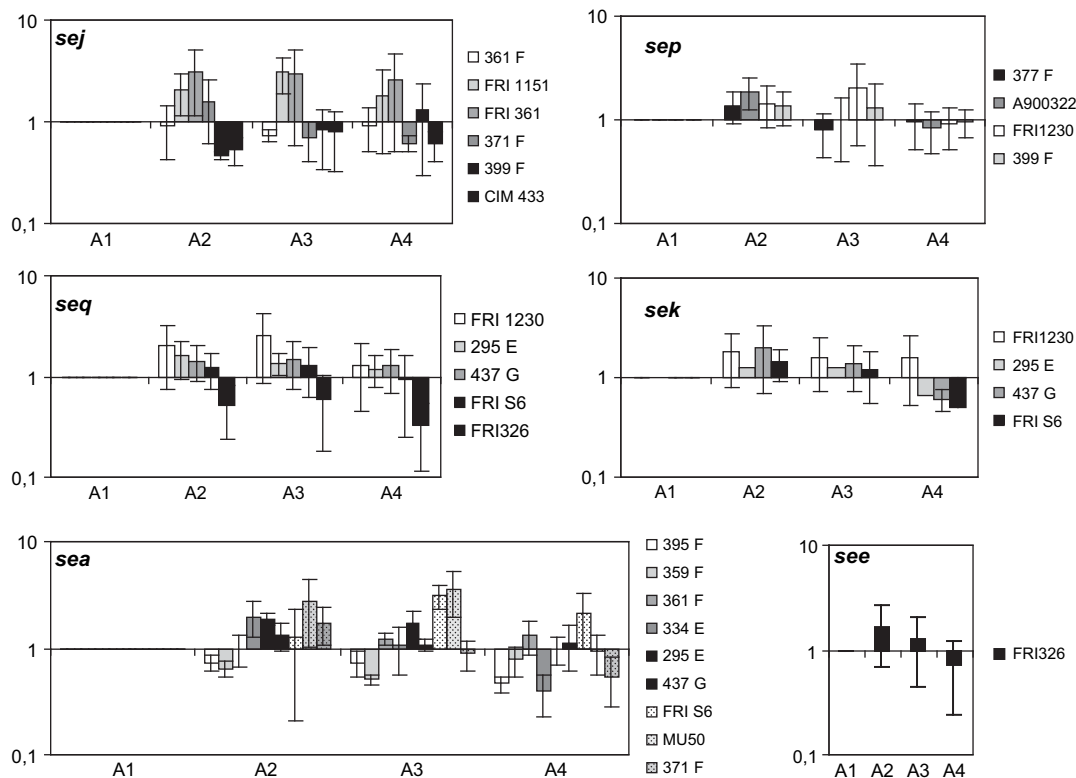 sej
10
1
0,1
A1 A2 A3 A4
361 F
FRI 1151
FRI 361
371 F
399 F
CIM 433
sep
10
1
0,1
A1 A2 A3 A4
377 F
A900322
FRI1230
399 F
seq
10
1
0,1
A1 A2 A3 A4
FRI 1230
295 E
437 G
FRI S6
FRI326
sek
10
1
0,1
A1 A2 A3 A4
FRI1230
295 E
437 G
FRI S6
sea
10
1
0,1
A1 A2 A3 A4
395 F
359 F
361 F
334 E
295 E
437 G
FRI S6
MU50
371 F
see
10
1
0,1
A1 A2 A3 A4
FRI326